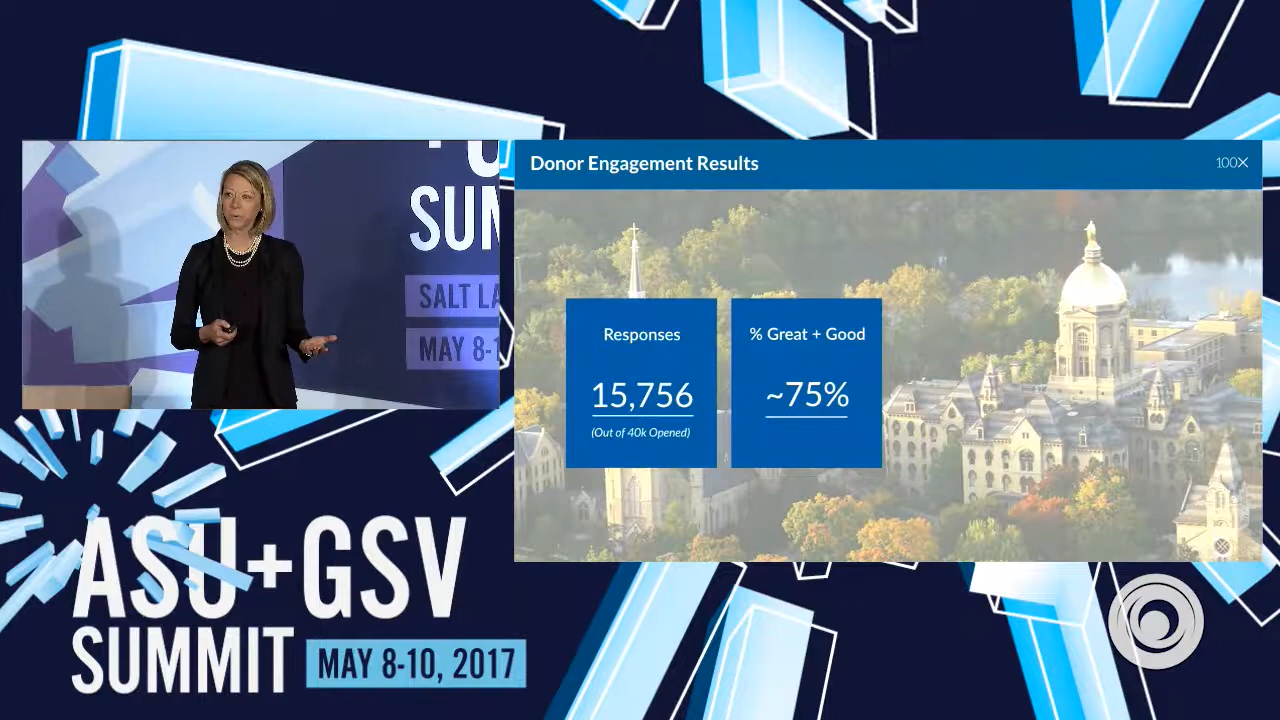 SUM
SALT LA
MAY 8-1
Donor Engagement Results
100X
Responses
15,756
(Out of 40k Opened)
% Great + Good
~75%
ASU+GSV
SUMMIT
MAY 8-10, 2017